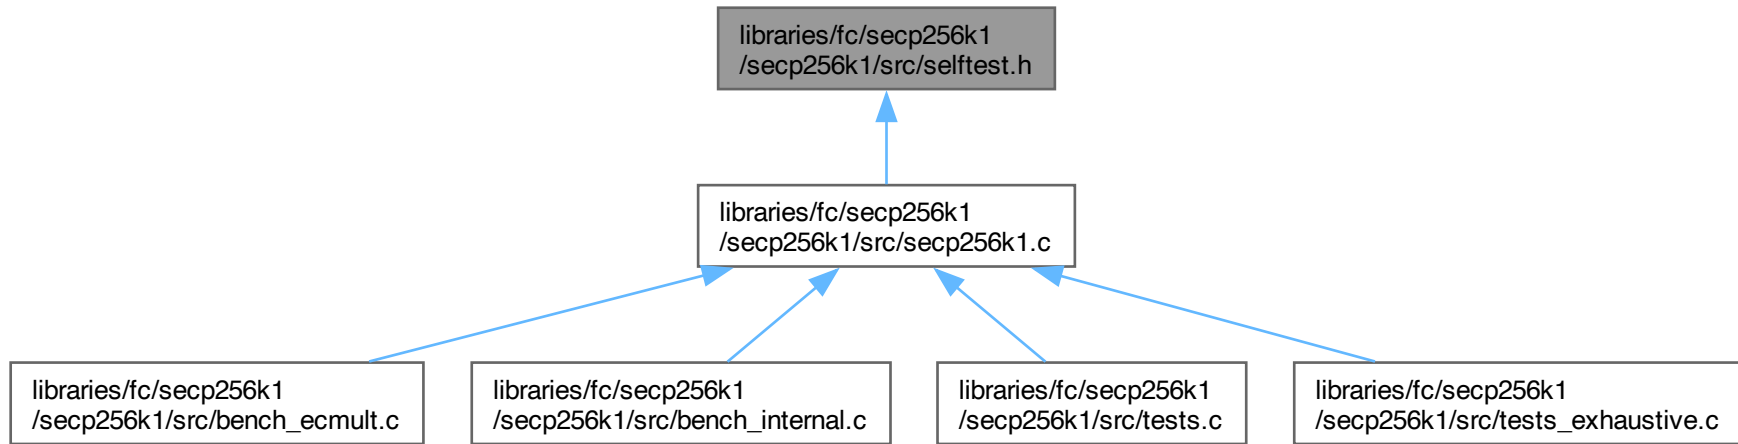 libraries/fc/secp256k1
/secp256k1/src/selftest.h
libraries/fc/secp256k1
/secp256k1/src/secp256k1.c
libraries/fc/secp256k1
/secp256k1/src/bench_ecmult.c
libraries/fc/secp256k1
/secp256k1/src/bench_internal.c
libraries/fc/secp256k1
/secp256k1/src/tests.c
libraries/fc/secp256k1
/secp256k1/src/tests_exhaustive.c